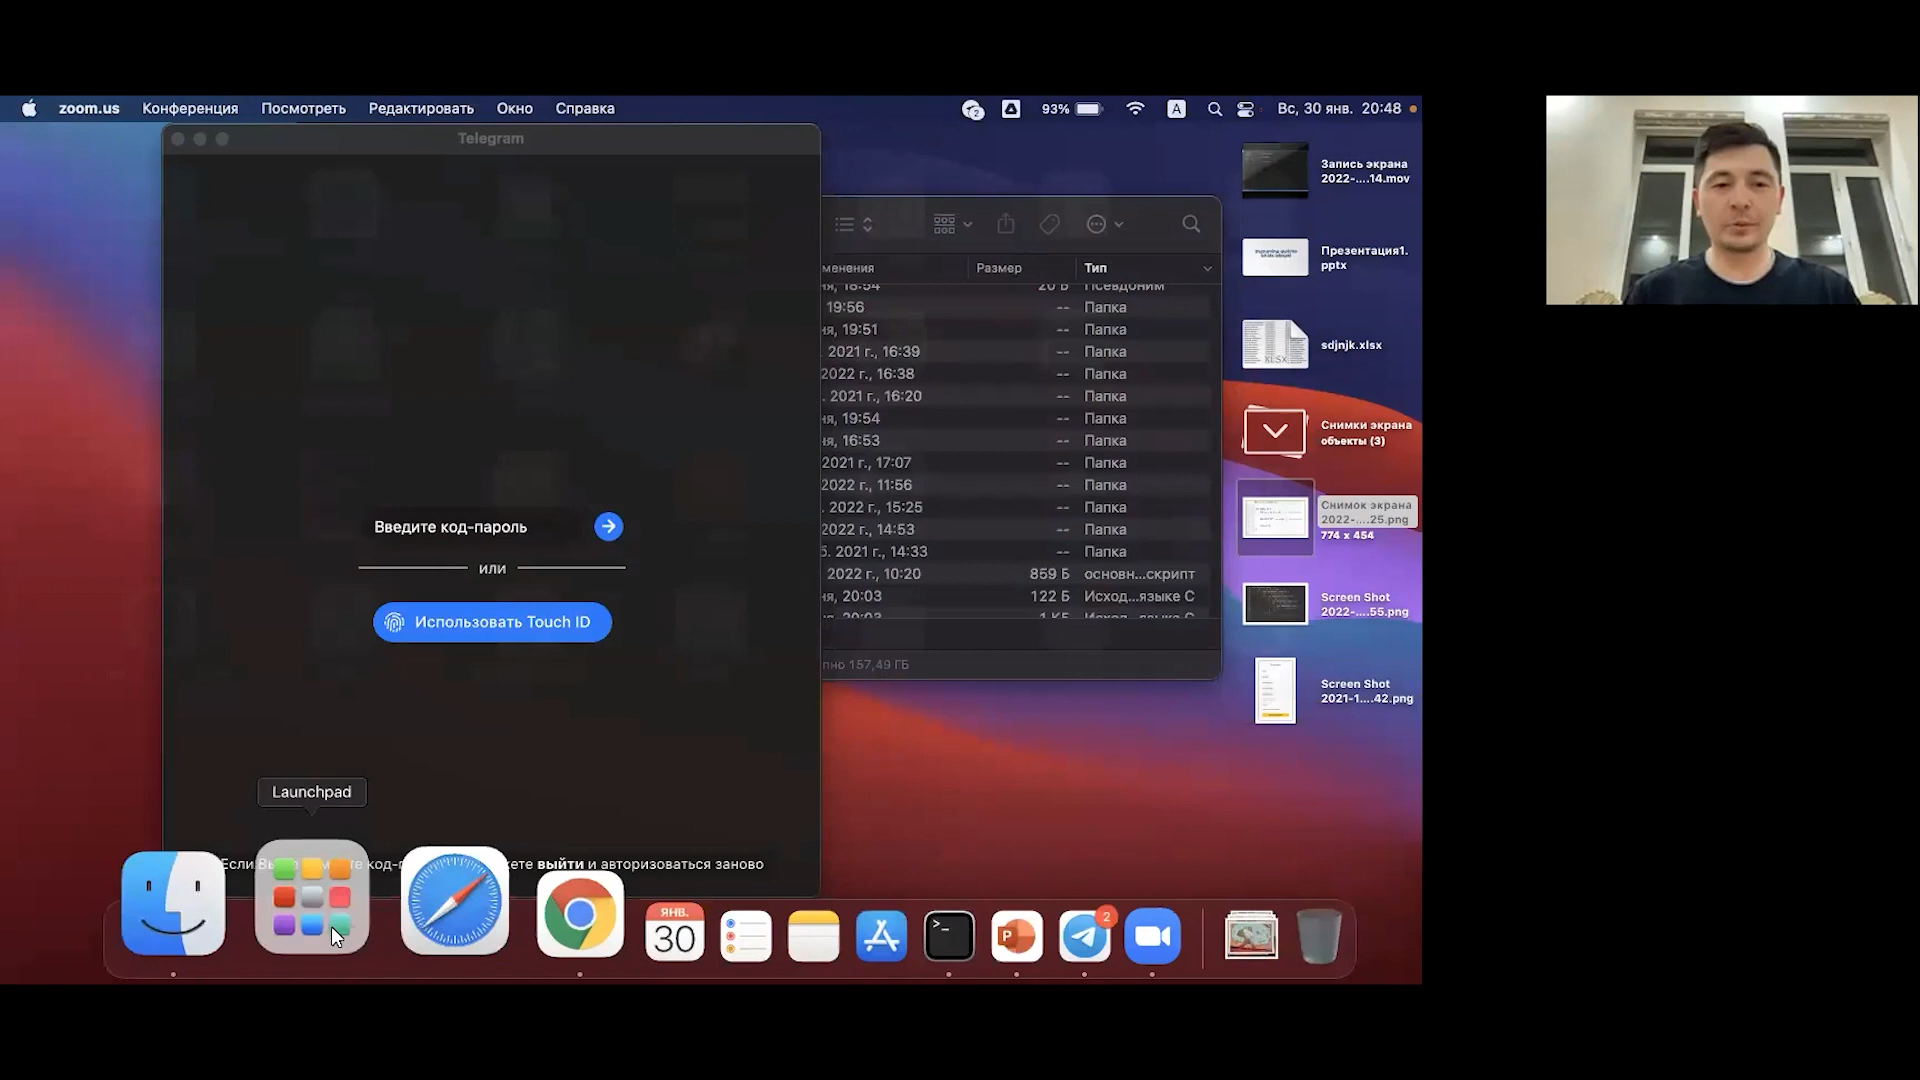 zoom.us Конференция Посмотреть Редактировать Окно Справка
2 93% A Вс, 30 янв. 20:48
Telegram
Введите код-пароль
или
Использовать Touch ID
выйти и авторизоваться заново
Размер Тип
20 Б Псевдоним
19:56 -- Папка
19:51 -- Папка
2021 г., 16:39 -- Папка
2022 г., 16:38 -- Папка
2021 г., 16:20 -- Папка
19:54 -- Папка
16:53 -- Папка
2021 г., 17:07 -- Папка
2022 г., 11:56 -- Папка
2022 г., 15:25 -- Папка
2022 г., 14:53 -- Папка
2021 г., 14:33 -- Папка
2022 г., 10:20 859 Б основн...скрипт
20:03 122 Б Исход...языке C
157,49 ГБ
Запись экрана
2022-....14.mov
Презентация1.
pptx
XLSX
sdjnjk.xlsx
Снимки экрана
объекты (3)
Снимок экрана
2022-....25.png
774 x 454
Screen Shot
2022-....55.png
Screen Shot
2021-1....42.png
Launchpad
ЯНВ.
30
>_
P
2